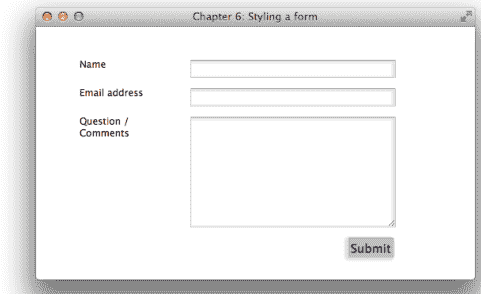 Chapter 6: Styling a form
Name
Email address
Question /
Comments
Submit